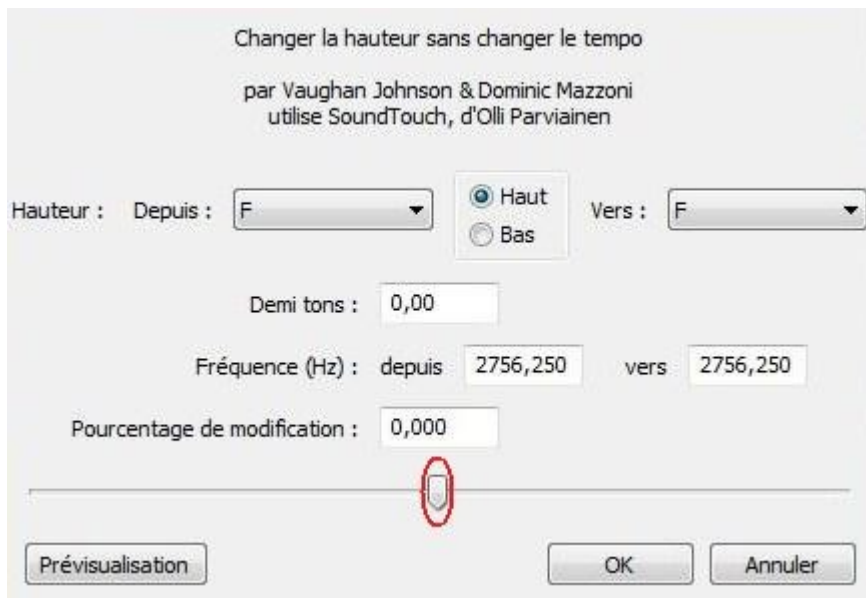 Changer la hauteur sans changer le tempo
par Vaughan Johnson & Dominic Mazzoni
utilise SoundTouch, d'Olli Parviainen
Hauteur : Depuis : F Haut Bas Vers : F
Demi tons : 0,00
Fréquence (Hz) : depuis 2756,250 vers 2756,250
Pourcentage de modification : 0,000
Prévisualisation OK Annuler